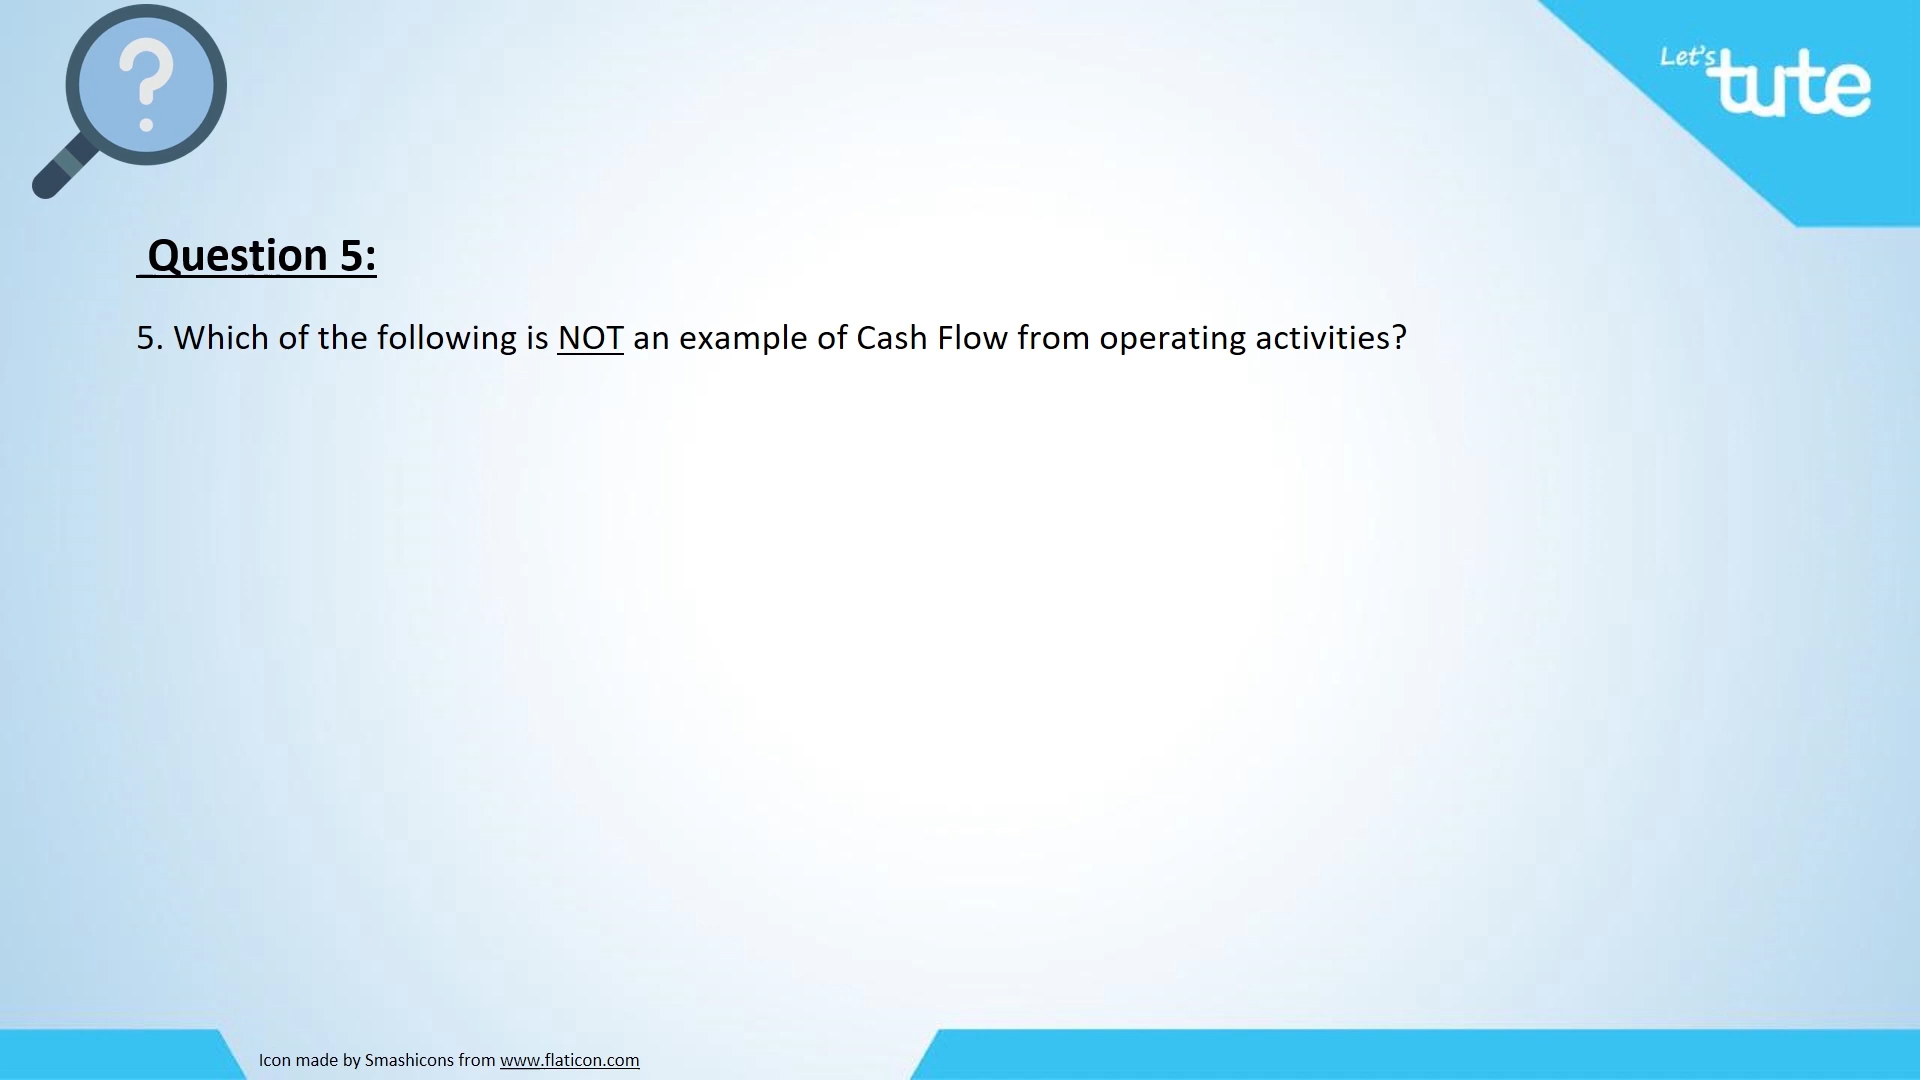 ?
Let's tute
Question 5:
5. Which of the following is NOT an example of Cash Flow from operating activities?
Icon made by Smashicons from www.flaticon.com